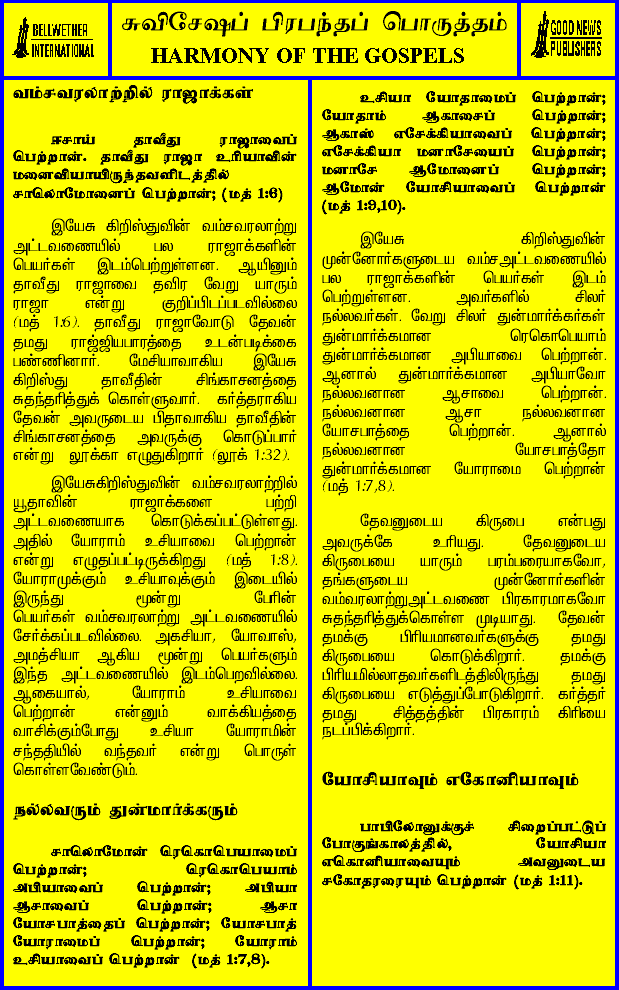 BELLWETHER
INTERNATIONAL
சுவிசேஷப் பிரபந்தப் பொருத்தம்
HARMONY OF THE GOSPELS
GOOD NEWS
PUBLISHERS
வம்சவரலாற்றில் ராஜாக்கள்
ஈசாய் தாவீது ராஜாவைப்
பெற்றான். தாவீது ராஜா உரியாவின்
மனைவியாயிருந்தவளிடத்தில்
சாலொமோனைப் பெற்றான்; (மத் 1:6)
இயேசு கிறிஸ்துவின் வம்சவரலாற்று
அட்டவணையில் பல ராஜாக்களின்
பெயர்கள் இடம்பெற்றுள்ளன. ஆயினும்
தாவீது ராஜாவை தவிர வேறு யாரும்
ராஜா என்று குறிப்பிடப்படவில்லை
(மத் 1:6). தாவீது ராஜாவோடு தேவன்
தமது ராஜ்ஜியபாரத்தை உடன்படிக்கை
பண்ணினார். மேசியாவாகிய இயேசு
கிறிஸ்து தாவீதின் சிங்காசனத்தை
சுதந்தரித்துக் கொள்ளுவார். கர்த்தராகிய
தேவன் அவருடைய பிதாவாகிய தாவீதின்
சிங்காசனத்தை அவருக்கு கொடுப்பார்
என்று லூக்கா எழுதுகிறார் (லூக் 1:32).
இயேசுகிறிஸ்துவின் வம்சவரலாற்றில்
யூதாவின் ராஜாக்களை பற்றி
அட்டவணையாக கொடுக்கப்பட்டுள்ளது.
அதில் யோராம் உசியாவை பெற்றான்
என்று எழுதப்பட்டிருக்கிறது (மத் 1:8).
யோராமுக்கும் உசியாவுக்கும் இடையில்
இருந்து மூன்று பேரின்
பெயர்கள் வம்சவரலாற்று அட்டவணையில்
சேர்க்கப்படவில்லை. அகசியா, யோவாஸ்,
அமத்சியா ஆகிய மூன்று பெயர்களும்
இந்த அட்டவணையில் இடம்பெறவில்லை.
ஆகையால், யோராம் உசியாவை
பெற்றான் என்னும் வாக்கியத்தை
வாசிக்கும்போது உசியா யோராமின்
சந்ததியில் வந்தவர் என்று பொருள்
கொள்ளவேண்டும்.
நல்லவரும் துன்மார்க்கரும்
சாலொமோன் ரெகொபெயாமைப்
பெற்றான்; ரெகொபெயாம்
அபியாவைப் பெற்றான்; அபியா
ஆசாவைப் பெற்றான்; ஆசா
யோசபாத்தைப் பெற்றான்; யோசபாத்
யோராமைப் பெற்றான்; யோராம்
உசியாவைப் பெற்றான் (மத் 1:7,8).
உசியா யோதாமைப் பெற்றான்;
யோதாம் ஆகாசைப் பெற்றான்;
ஆகாஸ் எசேக்கியாவைப் பெற்றான்;
எசேக்கியா மனாசேயைப் பெற்றான்;
மனாசே ஆமோனைப் பெற்றான்;
ஆமோன் யோசியாவைப் பெற்றான்
(மத் 1:9,10).
இயேசு கிறிஸ்துவின்
முன்னோர்களுடைய வம்சஅட்டவணையில்
பல ராஜாக்களின் பெயர்கள் இடம்
பெற்றுள்ளன. அவர்களில் சிலர்
நல்லவர்கள். வேறு சிலர் துன்மார்க்கர்கள்
துன்மார்க்கமான ரெகொபெயாம்
துன்மார்க்கமான அபியாவை பெற்றான்.
ஆனால் துன்மார்க்கமான அபியாவோ
நல்லவனான ஆசாவை பெற்றான்.
நல்லவனான ஆசா நல்லவனான
யோசபாத்தை பெற்றான். ஆனால்
நல்லவனான யோசபாத்தோ
துன்மார்க்கமான யோராமை பெற்றான்
(மத் 1:7,8).
தேவனுடைய கிருபை என்பது
அவருக்கே உரியது. தேவனுடைய
கிருபையை யாரும் பரம்பரையாகவோ,
தங்களுடைய முன்னோர்களின்
வம்வரலாற்றுஅட்டவணை பிரகாரமாகவோ
சுதந்தரித்துக்கொள்ள முடியாது. தேவன்
தமக்கு பிரியமானவர்களுக்கு தமது
கிருபையை கொடுக்கிறார். தமக்கு
பிரியமில்லாதவர்களிடத்திலிருந்து தமது
கிருபையை எடுத்துப்போடுகிறார். கர்த்தர்
தமது சித்தத்தின் பிரகாரம் கிரியை
நடப்பிக்கிறார்.
யோசியாவும் எகோனியாவும்
பாபிலோனுக்குச் சிறைப்பட்டுப்
போகுங்காலத்தில், யோசியா
எகொனியாவையும் அவனுடைய
சகோதரரையும் பெற்றான் (மத் 1:11).